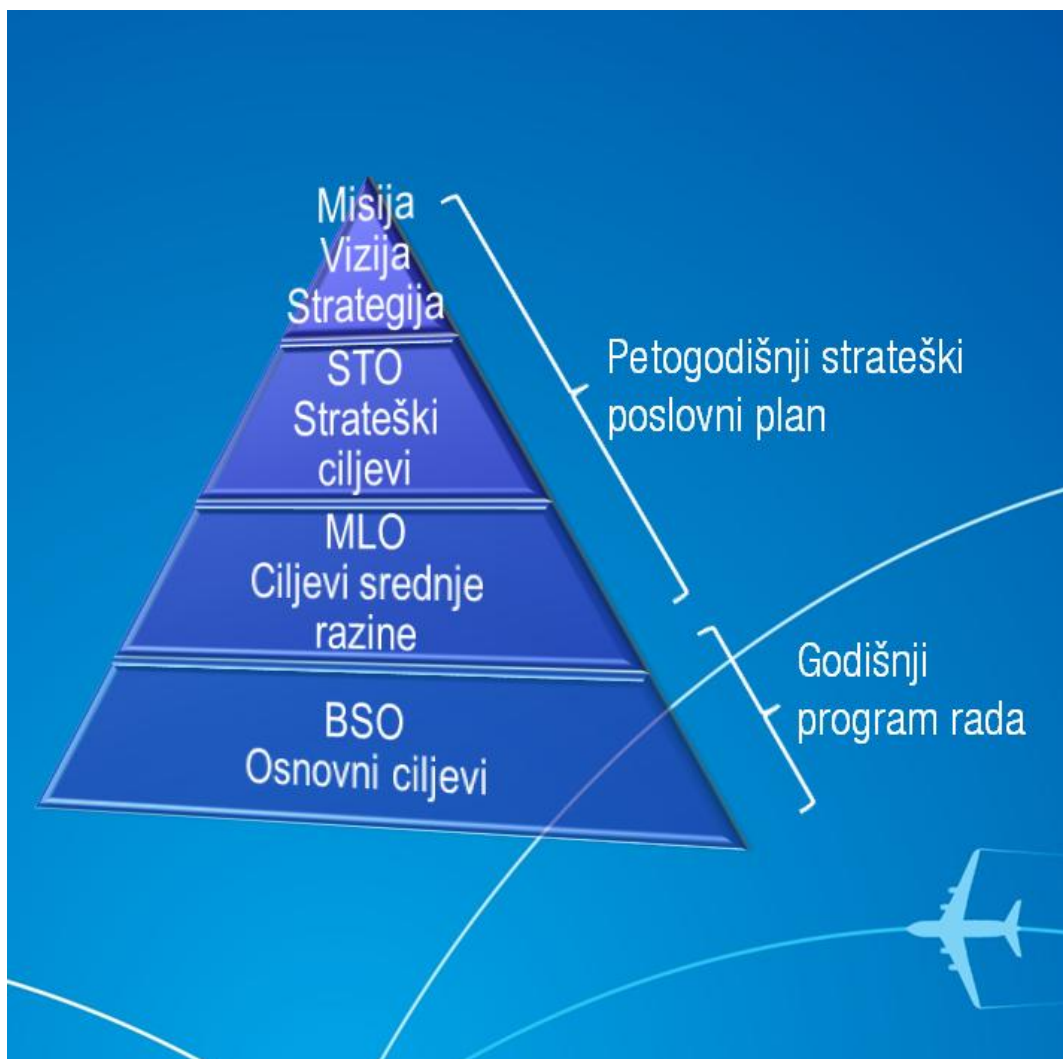 Misija
Vizija
Strategija
STO
Strateški
ciljevi
MLO
Ciljevi srednje
razine
BSO
Osnovni ciljevi
Petogodišnji strateški
poslovni plan
Godišnji
program rada